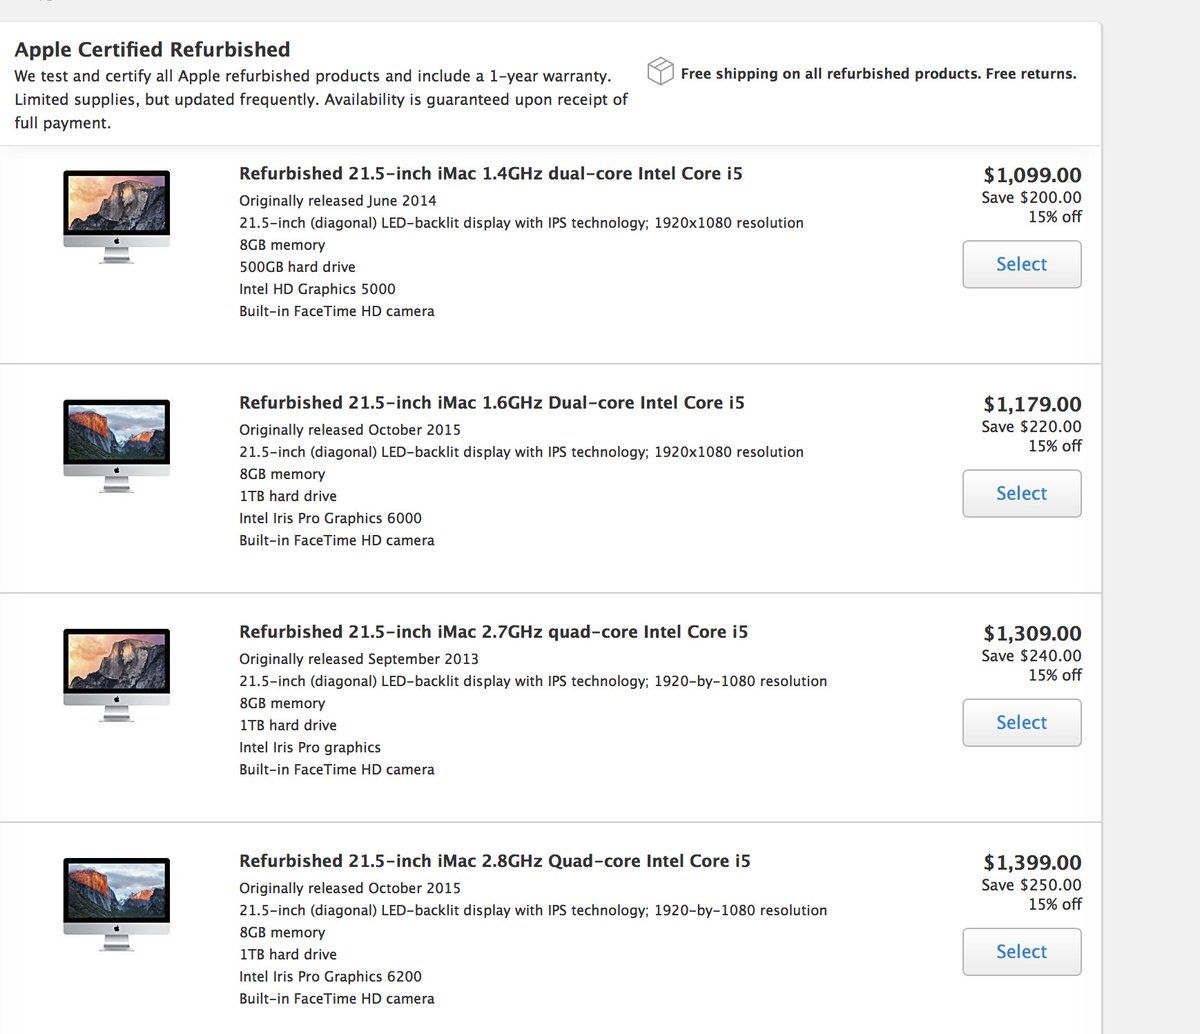 Apple Certified Refurbished
We test and certify all Apple refurbished products and include a 1-year warranty.
Limited supplies, but updated frequently. Availability is guaranteed upon receipt of
full payment.
Free shipping on all refurbished products. Free returns.
Refurbished 21.5-inch iMac 1.4GHz dual-core Intel Core i5
Originally released June 2014
21.5-inch (diagonal) LED-backlit display with IPS technology; 1920x1080 resolution
8GB memory
500GB hard drive
Intel HD Graphics 5000
Built-in FaceTime HD camera
$1,099.00
Save $200.00
15% off
Select
Refurbished 21.5-inch iMac 1.6GHz Dual-core Intel Core i5
Originally released October 2015
21.5-inch (diagonal) LED-backlit display with IPS technology; 1920x1080 resolution
8GB memory
1TB hard drive
Intel Iris Pro Graphics 6000
Built-in FaceTime HD camera
$1,179.00
Save $220.00
15% off
Select
Refurbished 21.5-inch iMac 2.7GHz quad-core Intel Core i5
Originally released September 2013
21.5-inch (diagonal) LED-backlit display with IPS technology; 1920-by-1080 resolution
8GB memory
1TB hard drive
Intel Iris Pro graphics
Built-in FaceTime HD camera
$1,309.00
Save $240.00
15% off
Select
Refurbished 21.5-inch iMac 2.8GHz Quad-core Intel Core i5
Originally released October 2015
21.5-inch (diagonal) LED-backlit display with IPS technology; 1920-by-1080 resolution
8GB memory
1TB hard drive
Intel Iris Pro Graphics 6200
Built-in FaceTime HD camera
$1,399.00
Save $250.00
15% off
Select